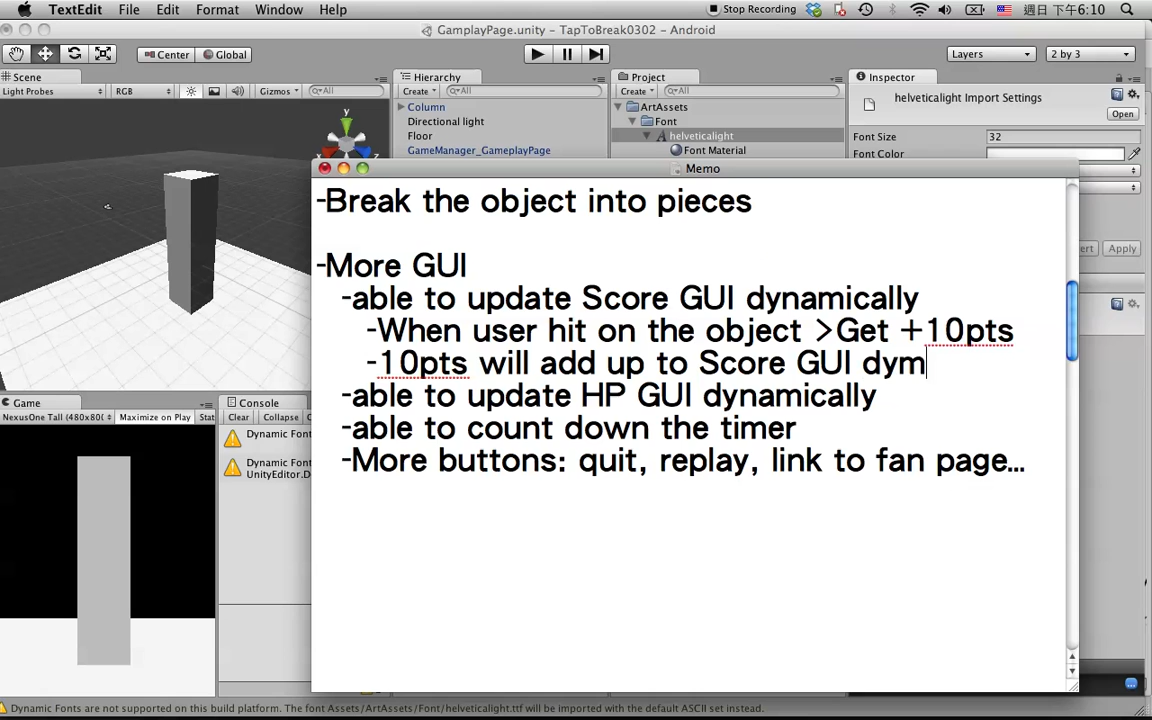 TextEdit File Edit Format Window Help Stop Recording 週日 下午6:10
GamplayPage.unity - TapToBreak0302 - Android
Center Global Layers 2 by 3
Scene Hierarchy Project Inspector
Light Probes RGB Gizmos All Create All Create All helveticalight Import Settings
Column ArtAssets Open
Directional light Font
Floor helveticalight Font Size 32
GameManager_GameplayPage Font Material Font Color
Memo
-Break the object into pieces
-More GUI
-able to update Score GUI dynamically
-When user hit on the object >Get +10pts
-10pts will add up to Score GUI dym
-able to update HP GUI dynamically
-able to count down the timer
-More buttons: quit, replay, link to fan page...
Apply
Game Console
NexusOne Tall (480x80 Maximize on Play Stat Clear Collapse
Dynamic Font
Dynamic Font
UnityEditor.D
Dynamic Fonts are not supported on this build platform. The font Assets/ArtAssets/Font/helveticalight.ttf will be imported with the default ASCII set instead.